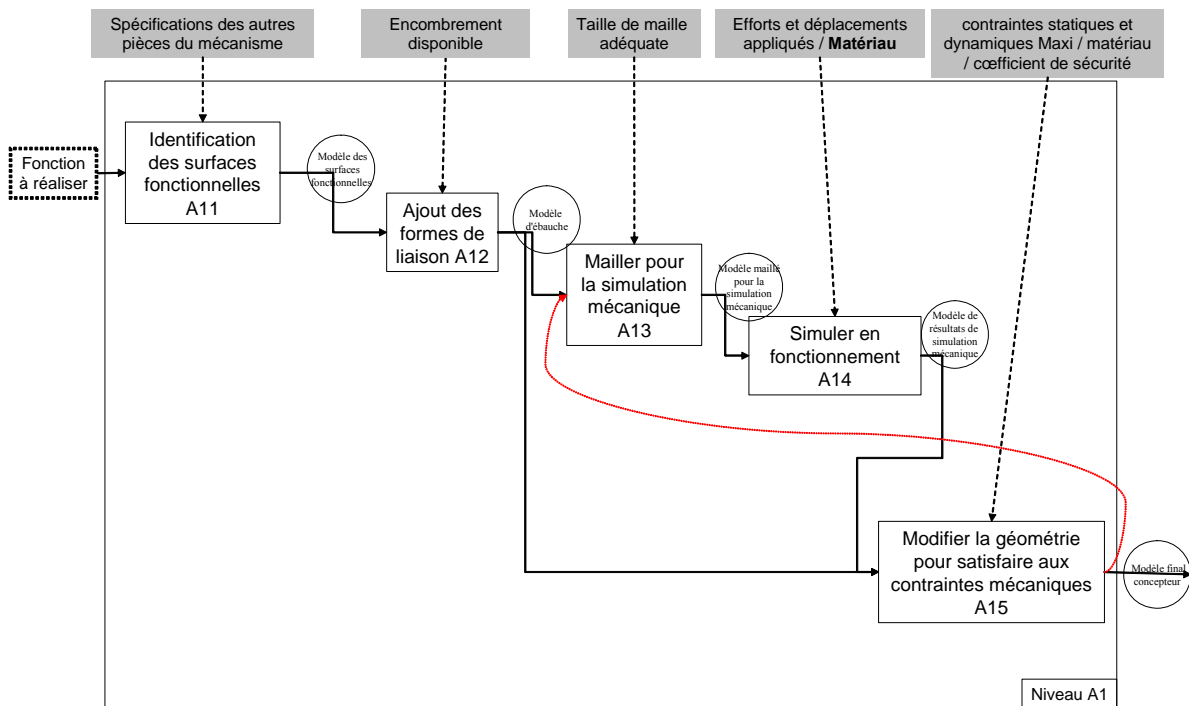 Spécifications des autres
pièces du mécanisme
Encombrement
disponible
Taille de maille
adéquate
Efforts et déplacements
appliqués / Matériau
contraintes statiques et
dynamiques Maxi / matériau
/ cœfficient de sécurité
Fonction
à réaliser
Identification
des surfaces
fonctionnelles
A11
Modèle des
surfaces
fonctionnelles
Ajout des
formes de
liaison A12
Modèle
d'ébauche
Mailler pour
la simulation
mécanique
A13
Modèle maillé
pour la
simulation
mécanique
Simuler en
fonctionnement
A14
Modèle de
résultats de
simulation
mécanique
Modifier la géométrie
pour satisfaire aux
contraintes mécaniques
A15
Modèle final
concepteur
Niveau A1